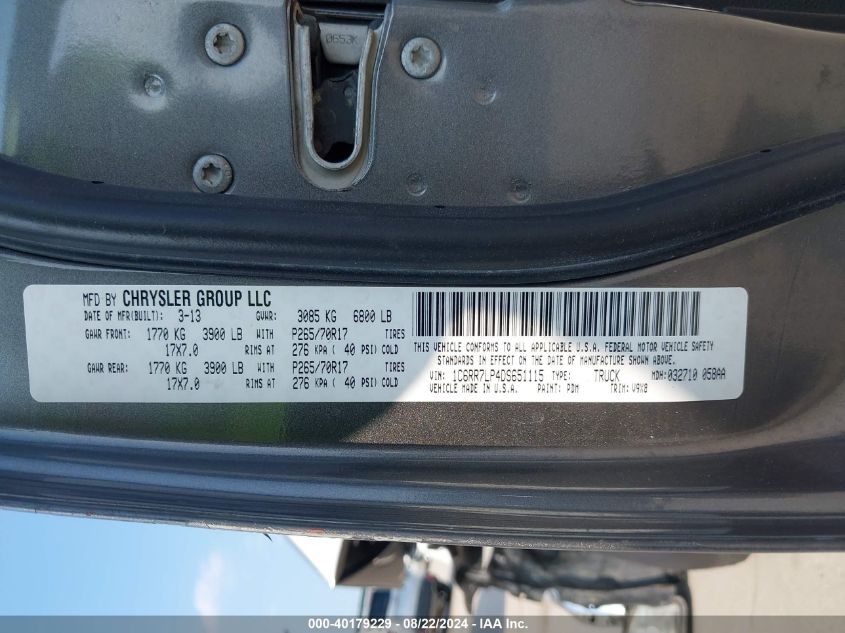 0653K
MFD BY CHRYSLER GROUP LLC
DATE OF MFR(BUILT): 3-13 GVWR: 3085 KG 6800 LB
GAWR FRONT: 1770 KG 3900 LB WITH P265/70R17 TIRES
17X7.0 RIMS AT 276 KPA ( 40 PSI) COLD
GAWR REAR: 1770 KG 3900 LB WITH P265/70R17 TIRES
17X7.0 RIMS AT 276 KPA ( 40 PSI) COLD
THIS VEHICLE CONFORMS TO ALL APPLICABLE U.S.A. FEDERAL MOTOR VEHICLE SAFETY
STANDARDS IN EFFECT ON THE DATE OF MANUFACTURE SHOWN ABOVE.
VIN: 1C6RR7LP4DS651115 TYPE: TRUCK MDH: 032710 05BAA
VEHICLE MADE IN U.S.A. PAINT: PDM TRIM: V9X8
000-40179229 - 08/22/2024 - IAAI.COM